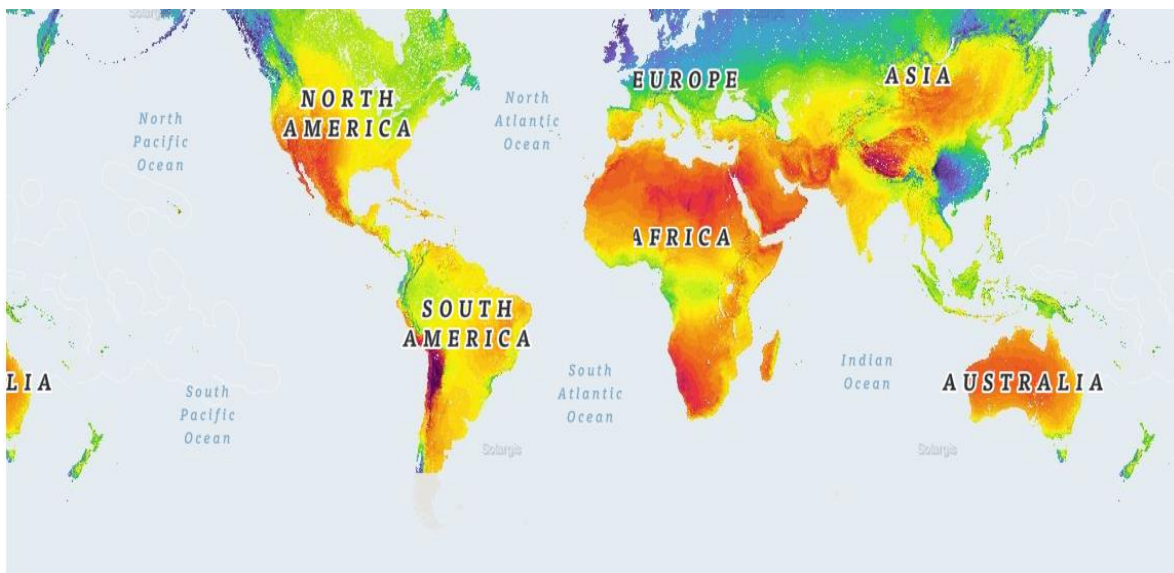 Solargis
NORTH
AMERICA
North
Pacific
Ocean
North
Atlantic
Ocean
EUROPE
ASIA
AFRICA
SOUTH
AMERICA
South
Pacific
Ocean
South
Atlantic
Ocean
Indian
Ocean
LIA
AUSTRALIA
Solargis
Solargis